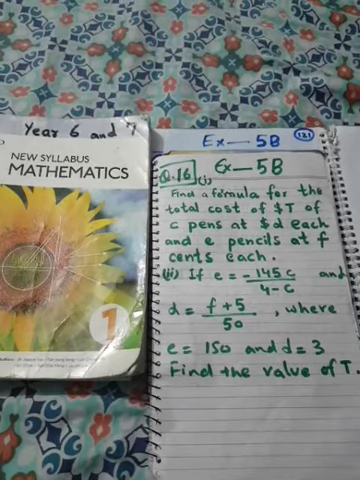 Year 6 and 7
NEW SYLLABUS
MATHEMATICS
1
Ex—5B
(121)
Q.16 (i) Ex—5B
Find a formula for the
total cost of $T of
c pens at $d each
and e pencils at f
cents each.
(ii) If e = -145c/4-c and
d = f+5/50, where
e = 150 and d = 3
Find the value of T.